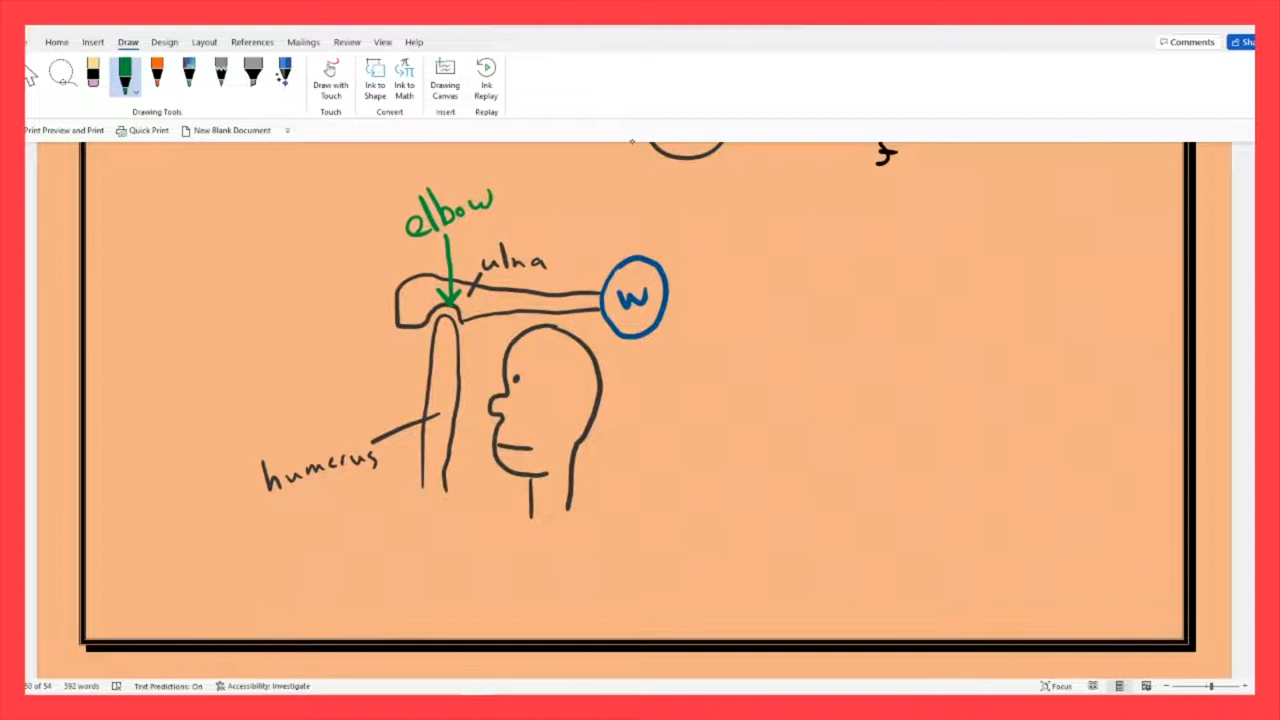 Home Insert Draw Design Layout References Mailings Review View Help
Comments
Draw with Touch
Ink to Shape
Ink to Math
Drawing Canvas
Ink Replay
Drawing Tools
Touch
Convert
Insert
Replay
Print Preview and Print
Quick Print
New Blank Document
elbow
ulna
W
humerus
of 54
392 words
Text Predictions: On
Accessibility: Investigate
Focus